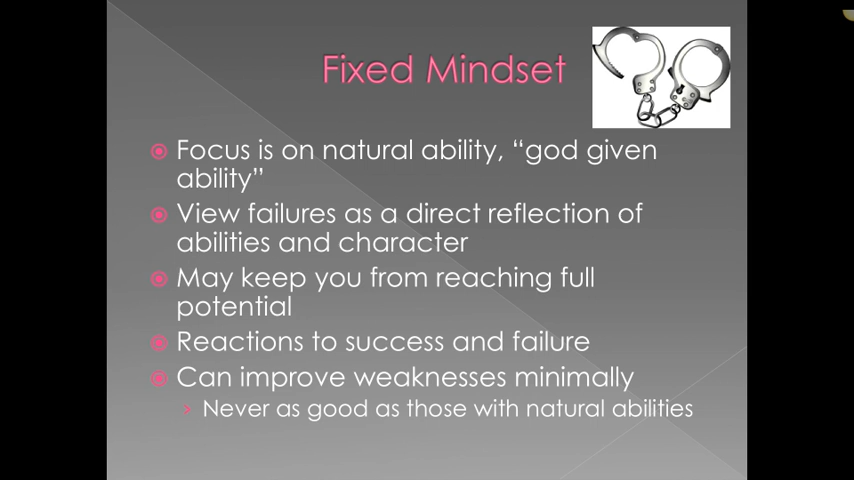 Fixed Mindset
Focus is on natural ability, “god given
ability”
View failures as a direct reflection of
abilities and character
May keep you from reaching full
potential
Reactions to success and failure
Can improve weaknesses minimally
Never as good as those with natural abilities